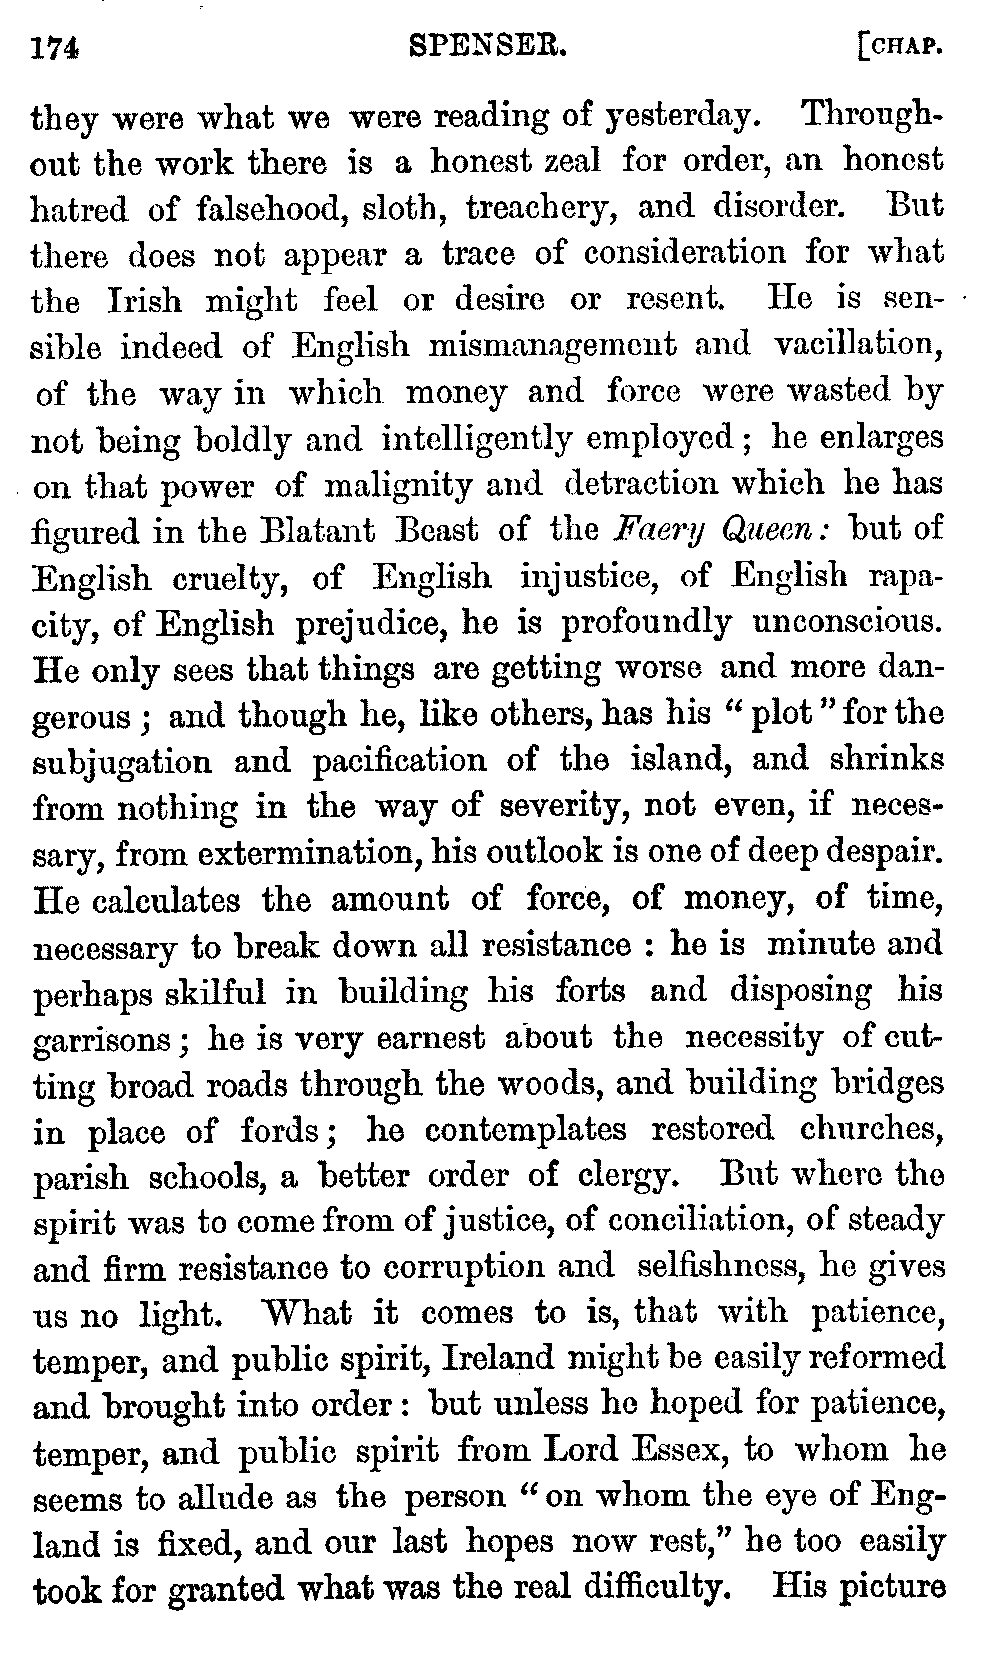 174 SPENSER. [CHAP.
they were what we were reading of yesterday. Through-
out the work there is a honest zeal for order, an honest
hatred of falsehood, sloth, treachery, and disorder. But
there does not appear a trace of consideration for what
the Irish might feel or desire or resent. He is sen-
sible indeed of English mismanagement and vacillation,
of the way in which money and force were wasted by
not being boldly and intelligently employed; he enlarges
on that power of malignity and detraction which he has
figured in the Blatant Beast of the Faery Queen: but of
English cruelty, of English injustice, of English rapa-
city, of English prejudice, he is profoundly unconscious.
He only sees that things are getting worse and more dan-
gerous; and though he, like others, has his "plot" for the
subjugation and pacification of the island, and shrinks
from nothing in the way of severity, not even, if neces-
sary, from extermination, his outlook is one of deep despair.
He calculates the amount of force, of money, of time,
necessary to break down all resistance: he is minute and
perhaps skilful in building his forts and disposing his
garrisons; he is very earnest about the necessity of cut-
ting broad roads through the woods, and building bridges
in place of fords; he contemplates restored churches,
parish schools, a better order of clergy. But where the
spirit was to come from of justice, of conciliation, of steady
and firm resistance to corruption and selfishness, he gives
us no light. What it comes to is, that with patience,
temper, and public spirit, Ireland might be easily reformed
and brought into order: but unless he hoped for patience,
temper, and public spirit from Lord Essex, to whom he
seems to allude as the person "on whom the eye of Eng-
land is fixed, and our last hopes now rest," he too easily
took for granted what was the real difficulty. His picture